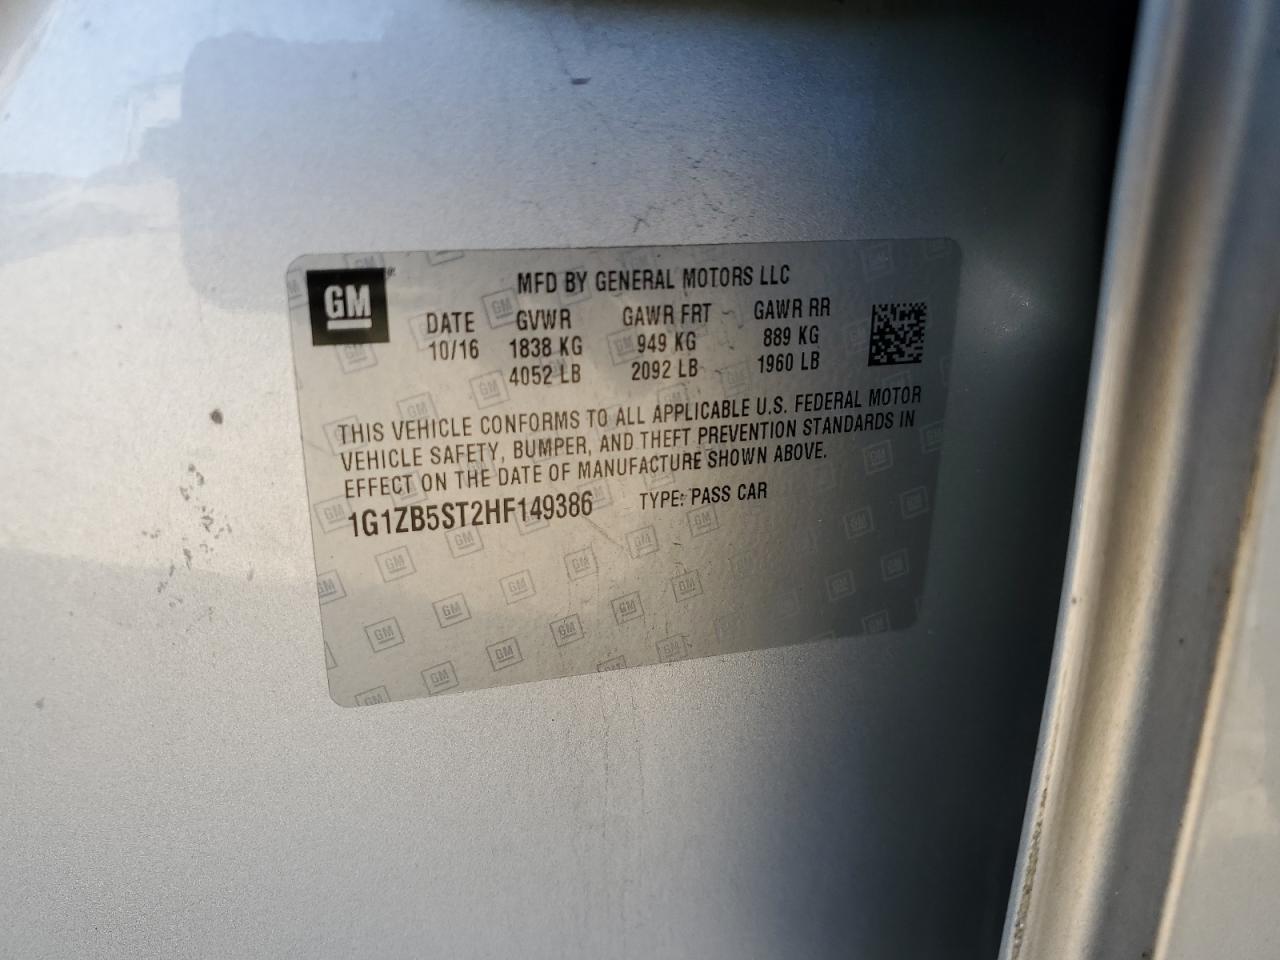 GM
MFD BY GENERAL MOTORS LLC
DATE GVWR GAWR FRT GAWR RR
10/16 1838 KG 949 KG 889 KG
4052 LB 2092 LB 1960 LB
THIS VEHICLE CONFORMS TO ALL APPLICABLE U.S. FEDERAL MOTOR
VEHICLE SAFETY, BUMPER, AND THEFT PREVENTION STANDARDS IN
EFFECT ON THE DATE OF MANUFACTURE SHOWN ABOVE.
1G1ZB5ST2HF149386 TYPE: PASS CAR